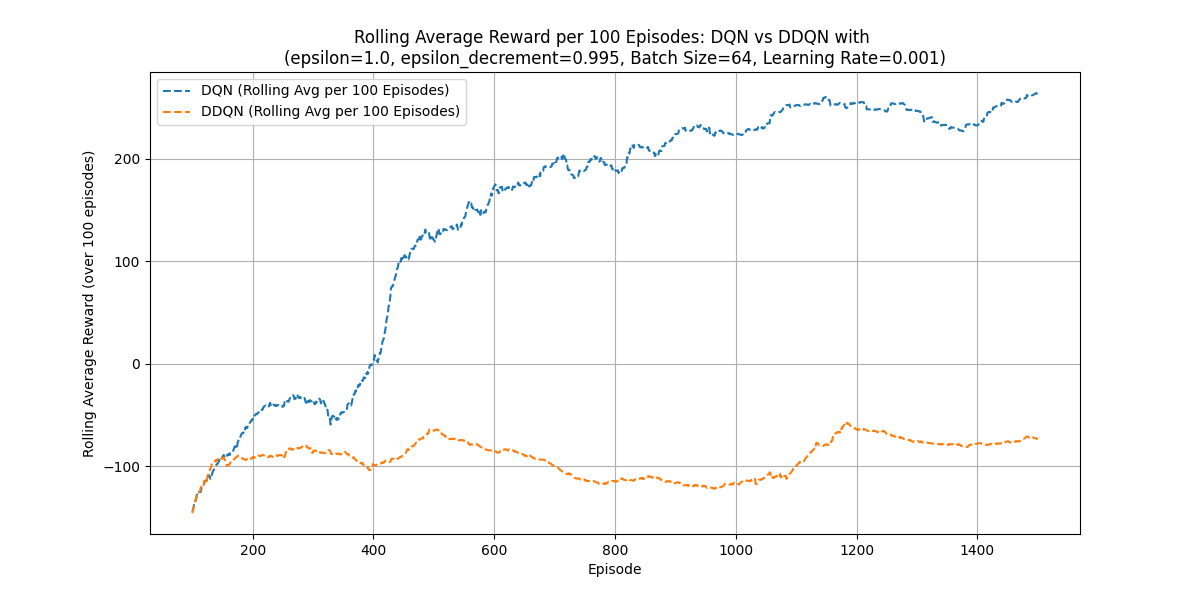 Rolling Average Reward per 100 Episodes: DQN vs DDQN with
(epsilon=1.0, epsilon_decrement=0.995, Batch Size=64, Learning Rate=0.001)
DQN (Rolling Avg per 100 Episodes)
DDQN (Rolling Avg per 100 Episodes)
Rolling Average Reward (over 100 episodes)
200
100
0
−100
200
400
600
800
1000
1200
1400
Episode